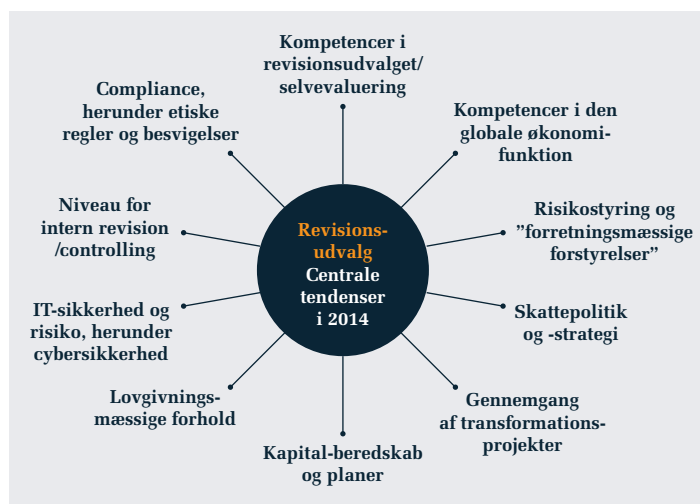 Kompetencer i
revisionsudvalget/
selvevaluering
Kompetencer i den
globale økonomi-
funktion
Risikostyring og
”forretningsmæssige
forstyrelser”
Skattepolitik
og -strategi
Gennemgang
af transformations-
projekter
Kapital-beredskab
og planer
Lovgivnings-
mæssige forhold
IT-sikkerhed og
risiko, herunder
cybersikkerhed
Niveau for
intern revision
/controlling
Compliance,
herunder etiske
regler og besvigelser
Revisions-
udvalg
Centrale
tendenser
i 2014